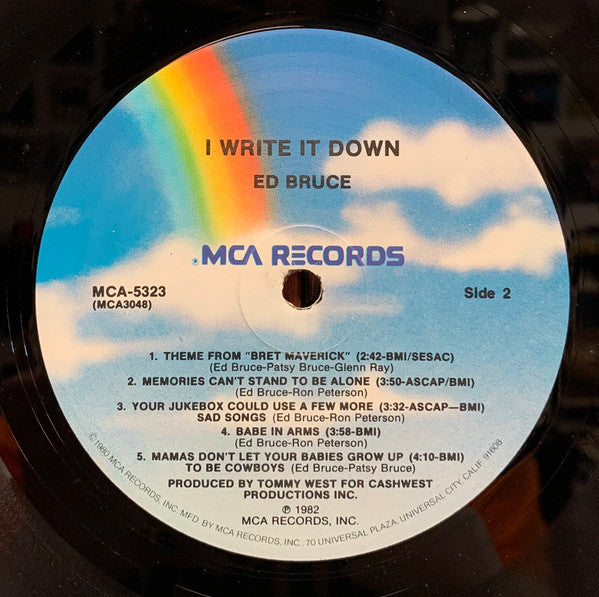 I WRITE IT DOWN
ED BRUCE
®MCA RECORDS
MCA-5323
Side 2
(MCA3048)
1. THEME FROM "BRET MAVERICK" (2:42-BMI/SESAC)
(Ed Bruce-Patsy Bruce-Glenn Ray)
2. MEMORIES CAN'T STAND TO BE ALONE (3:50-ASCAP/BMI)
(Ed Bruce-Ron Peterson)
3. YOUR JUKEBOX COULD USE A FEW MORE (3:32-ASCAP—BMI)
SAD SONGS (Ed Bruce-Ron Peterson)
4. BABE IN ARMS (3:58-BMI)
(Ed Bruce-Ron Peterson)
5. MAMAS DON'T LET YOUR BABIES GROW UP (4:10-BMI)
TO BE COWBOYS (Ed Bruce-Patsy Bruce)
PRODUCED BY TOMMY WEST FOR CASHWEST
PRODUCTIONS INC.
℗ 1982
MCA RECORDS, INC.
©1980 MCA RECORDS, INC. MFD. BY MCA RECORDS, INC., 70 UNIVERSAL PLAZA, UNIVERSAL CITY, CALIF. 91608